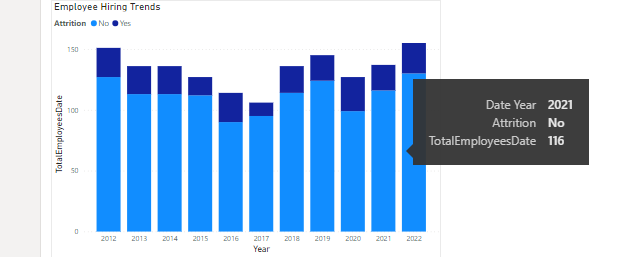 Employee Hiring Trends
Attrition No Yes
150
100
50
0
TotalEmployeesDate
2012 2013 2014 2015 2016 2017 2018 2019 2020 2021 2022
Year
Date Year 2021
Attrition No
TotalEmployeesDate 116